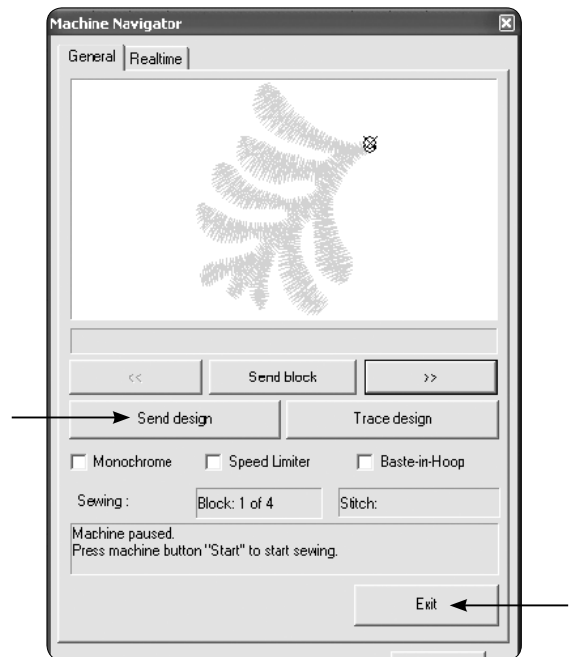 Machine Navigator
General Realtime
<< Send block >>
Send design Trace design
Monochrome Speed Limiter Baste-in-Hoop
Sewing : Block: 1 of 4 Stitch:
Machine paused.
Press machine button "Start" to start sewing.
Exit